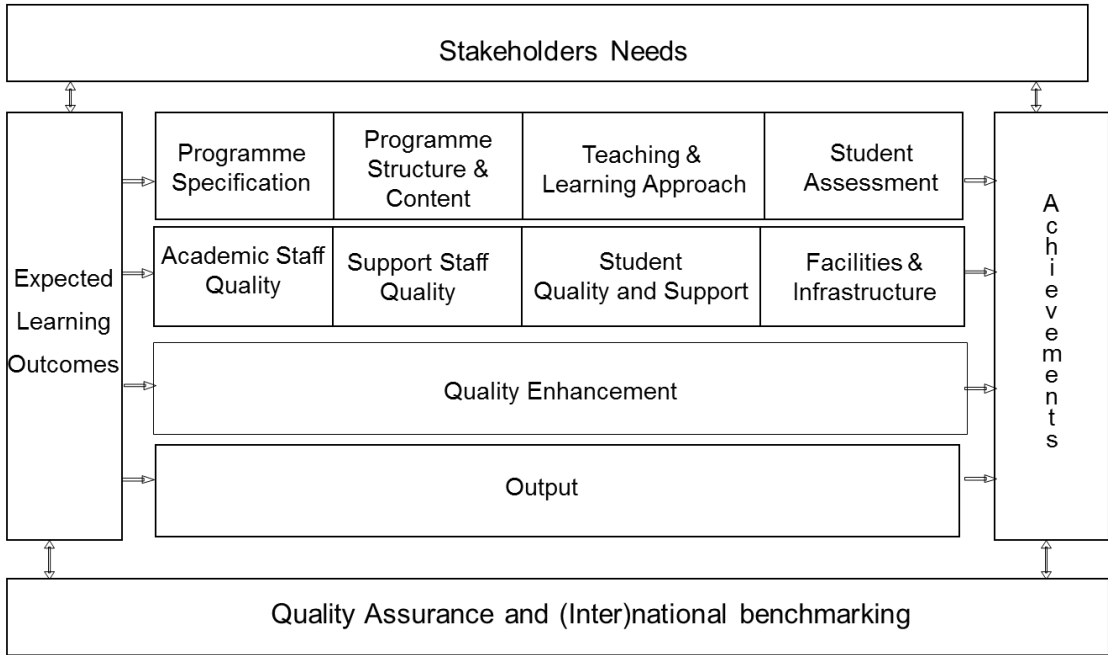 Stakeholders Needs
Expected
Learning
Outcomes
Programme
Specification
Programme
Structure &
Content
Teaching &
Learning Approach
Student
Assessment
Academic Staff
Quality
Support Staff
Quality
Student
Quality and Support
Facilities &
Infrastructure
Quality Enhancement
Output
Achievements
Quality Assurance and (Inter)national benchmarking